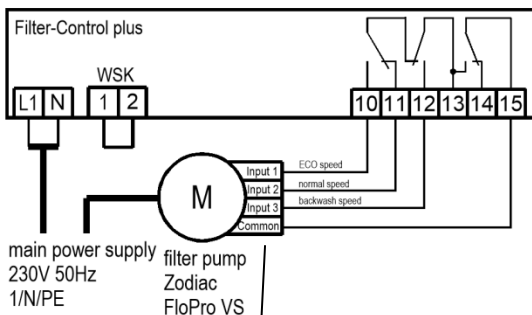 Filter-Control plus
WSK
L1 N 1 2 10 11 12 13 14 15
Input 1 ECO speed
Input 2 normal speed
Input 3 backwash speed
Common
M
main power supply
230V 50Hz
1/N/PE
filter pump
Zodiac
FloPro VS